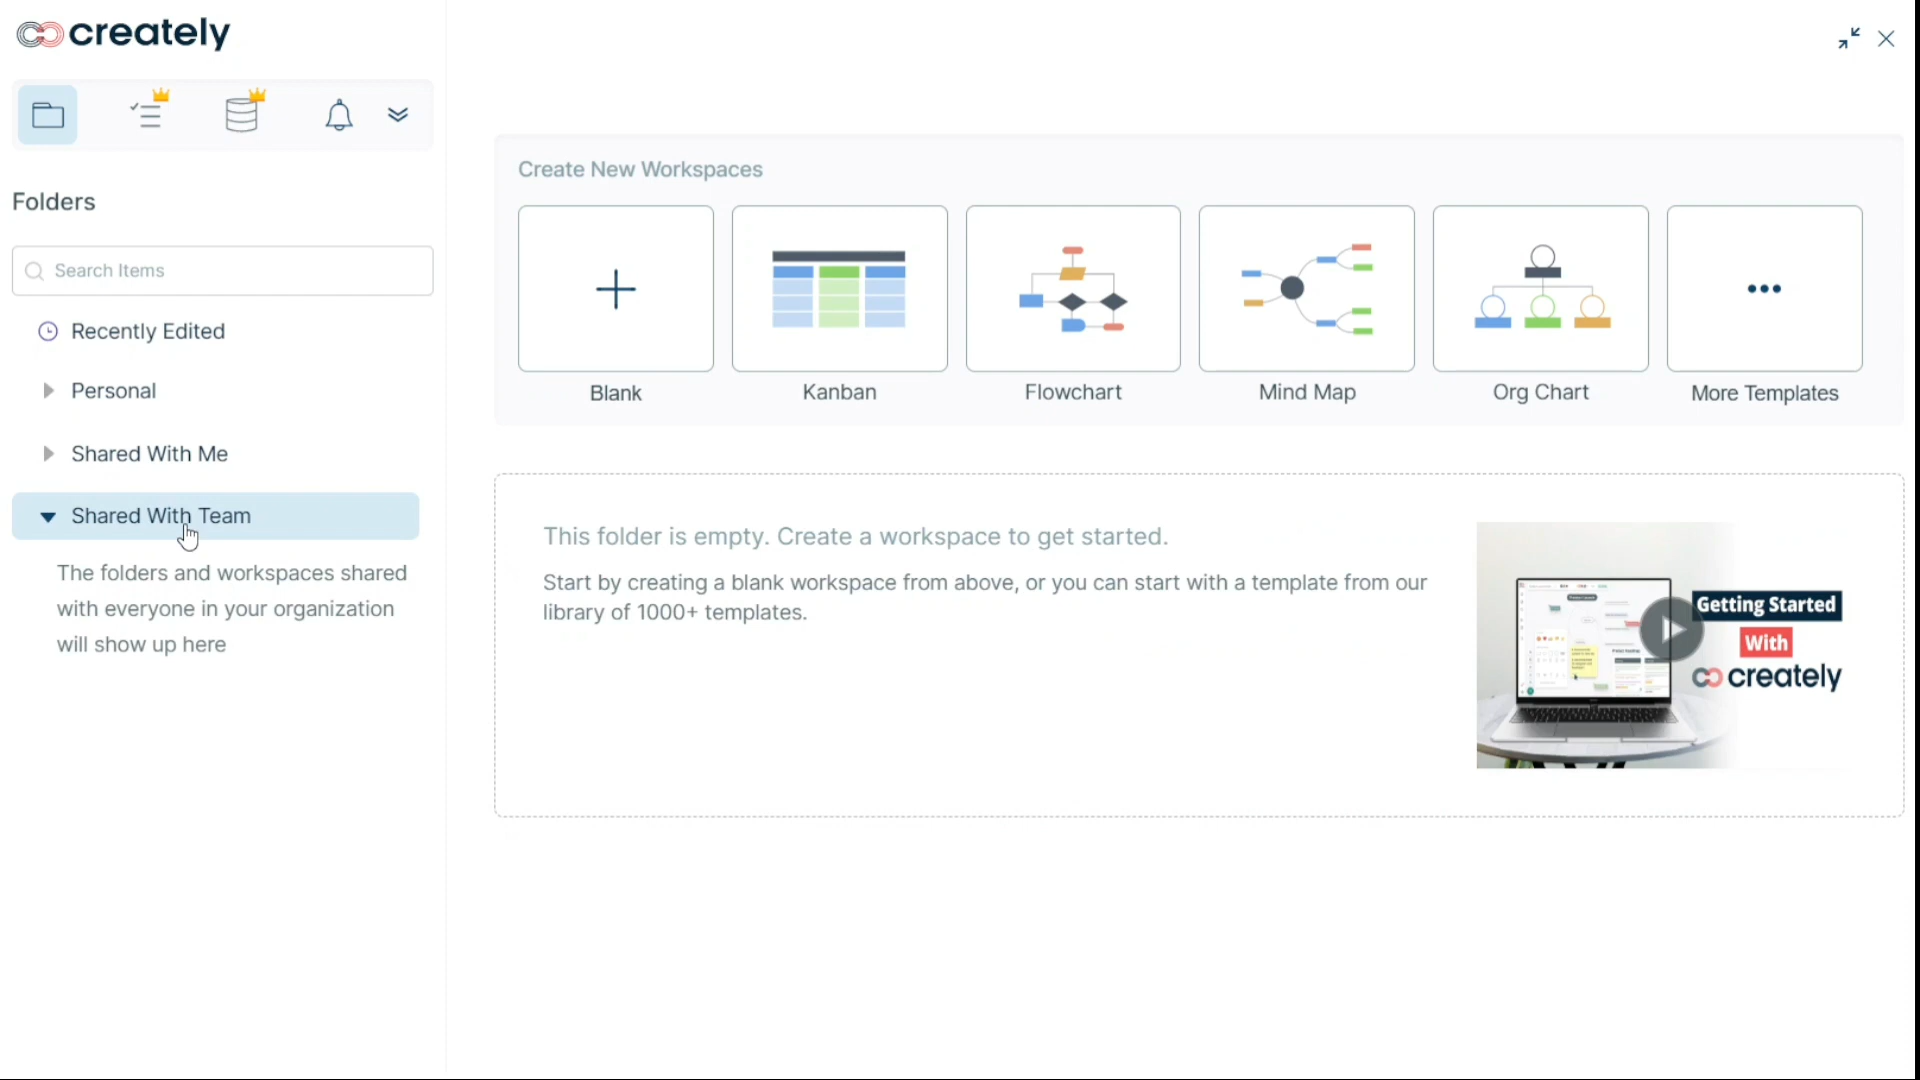 creately
Folders
Search Items
Recently Edited
Personal
Shared With Me
Shared With Team
The folders and workspaces shared
with everyone in your organization
will show up here
Create New Workspaces
Blank
Kanban
Flowchart
Mind Map
Org Chart
More Templates
This folder is empty. Create a workspace to get started.
Start by creating a blank workspace from above, or you can start with a template from our
library of 1000+ templates.
Getting Started
With
creately